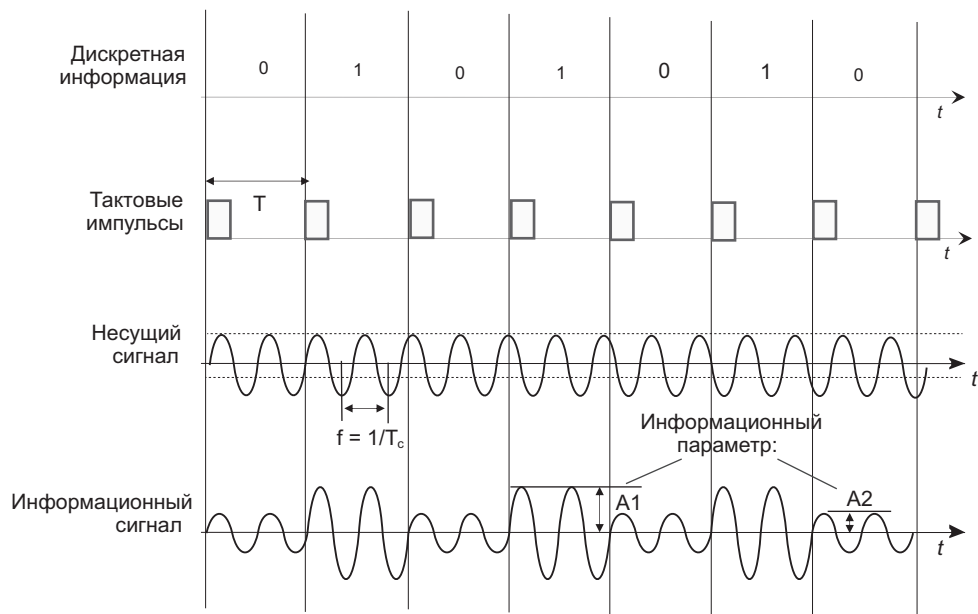 Дискретная
информация
0 1 0 1 0 1 0
t
Тактовые
импульсы
T
t
Несущий
сигнал
t
f = 1/Tc
Информационный
параметр:
Информационный
сигнал
A1
A2
t